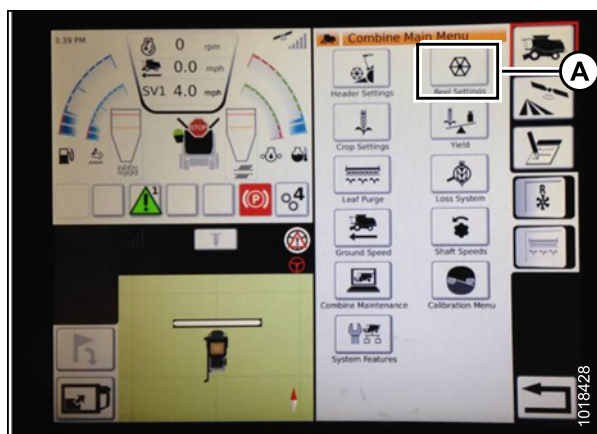 3:39 PM
0 rpm
0.0 mph
SV1 4.0 mph
STOP
1
(P)
4
Combine Main Menu
Header Settings
Reel Settings
A
Crop Settings
Yield
Leaf Purge
Loss System
Ground Speed
Shaft Speeds
Combine Maintenance
Calibration Menu
System Features
R
1018428